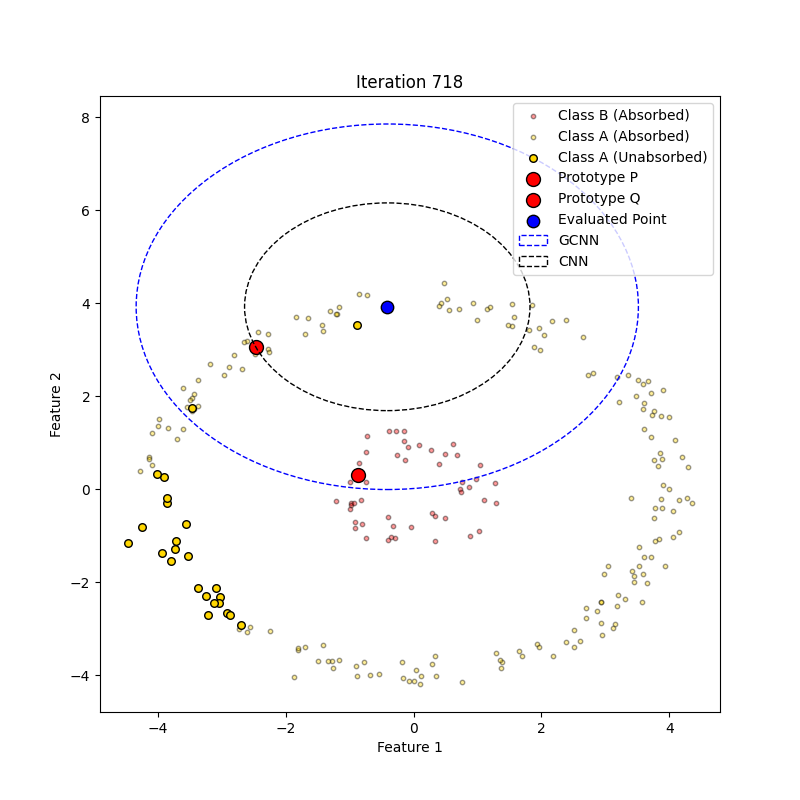 Iteration 718
Class B (Absorbed)
Class A (Absorbed)
Class A (Unabsorbed)
Prototype P
Prototype Q
Evaluated Point
GCNN
CNN
8
6
4
2
0
−2
−4
Feature 2
−4 −2 0 2 4
Feature 1